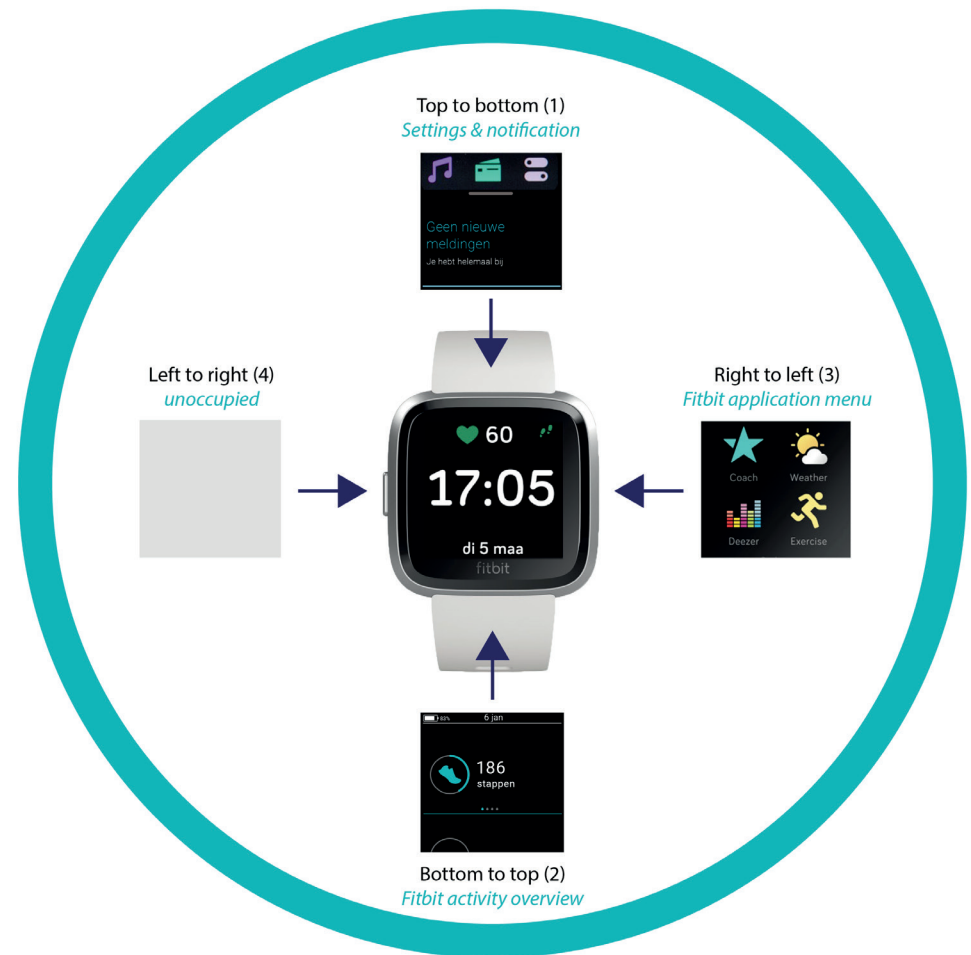 Top to bottom (1)
Settings & notification
Geen nieuwe
meldingen
Je hebt helemaal bij
Left to right (4)
unoccupied
60
17:05
di 5 maa
fitbit
Right to left (3)
Fitbit application menu
Coach Weather
Deezer Exercise
83% 6 jan
186
stappen
Bottom to top (2)
Fitbit activity overview